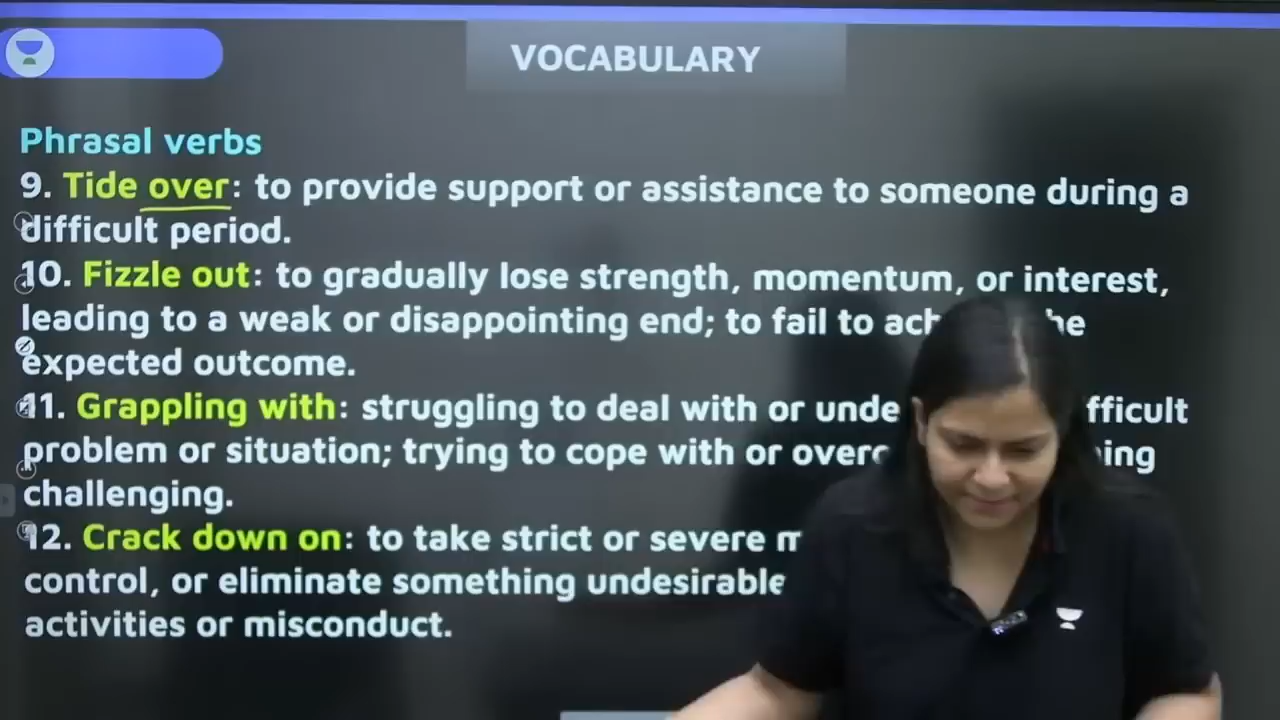 VOCABULARY
Phrasal verbs
9. Tide over: to provide support or assistance to someone during a
difficult period.
10. Fizzle out: to gradually lose strength, momentum, or interest,
leading to a weak or disappointing end; to fail to
expected outcome.
11. Grappling with: struggling to deal with or
problem or situation; trying to cope with or
challenging.
12. Crack down on: to take strict or severe
control, or eliminate something undesirable
activities or misconduct.